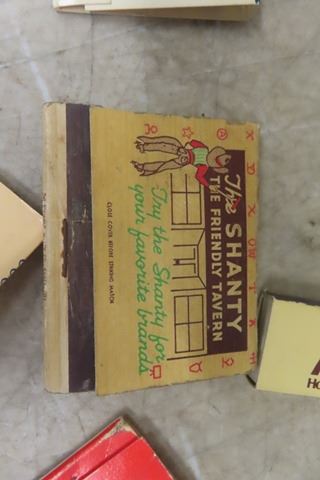 The SHANTY
THE FRIENDLY TAVERN
Try the Shanty for
your favorite brands
CLOSE COVER BEFORE STRIKING MATCH